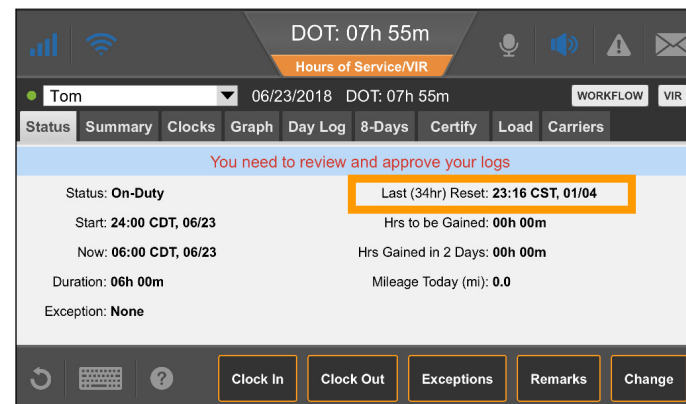 DOT: 07h 55m
Hours of Service/VIR
Tom 06/23/2018 DOT: 07h 55m WORKFLOW VIR
Status Summary Clocks Graph Day Log 8-Days Certify Load Carriers
You need to review and approve your logs
Status: On-Duty Last (34hr) Reset: 23:16 CST, 01/04
Start: 24:00 CDT, 06/23 Hrs to be Gained: 00h 00m
Now: 06:00 CDT, 06/23 Hrs Gained in 2 Days: 00h 00m
Duration: 06h 00m Mileage Today (mi): 0.0
Exception: None
? Clock In Clock Out Exceptions Remarks Change